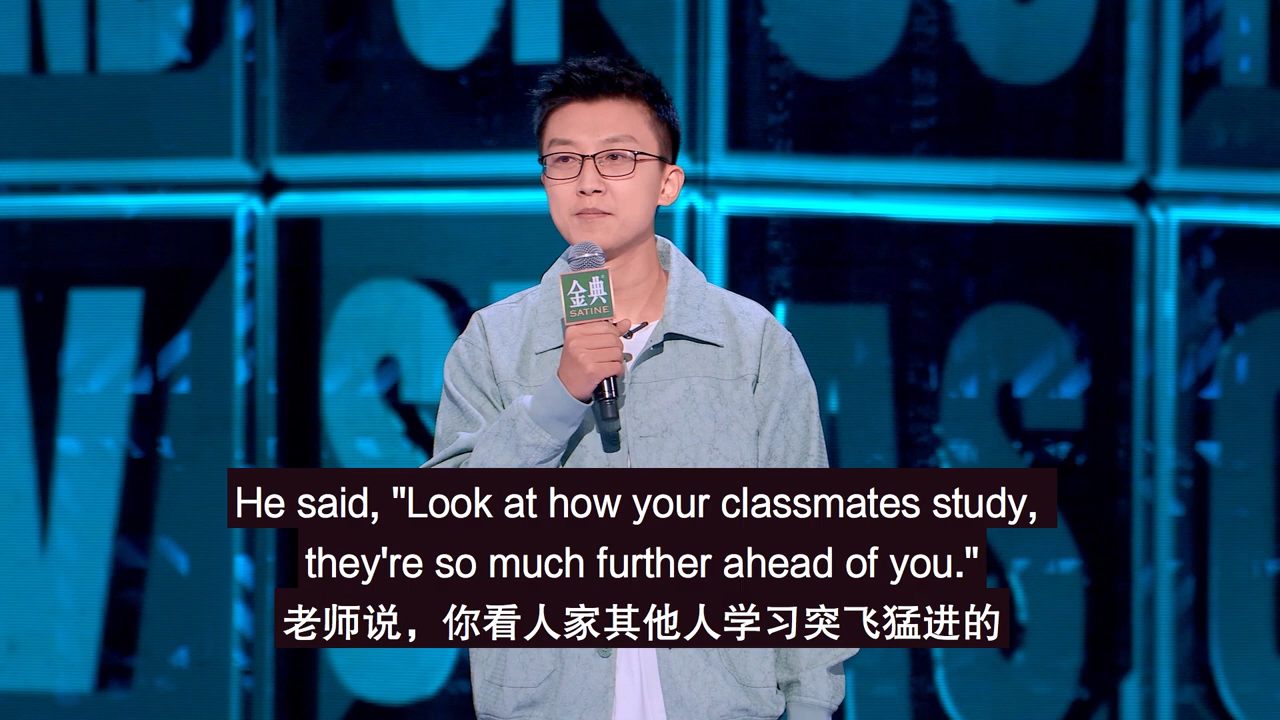 金典
SATINE
He said, "Look at how your classmates study,
they're so much further ahead of you."
老师说，你看人家其他人学习突飞猛进的